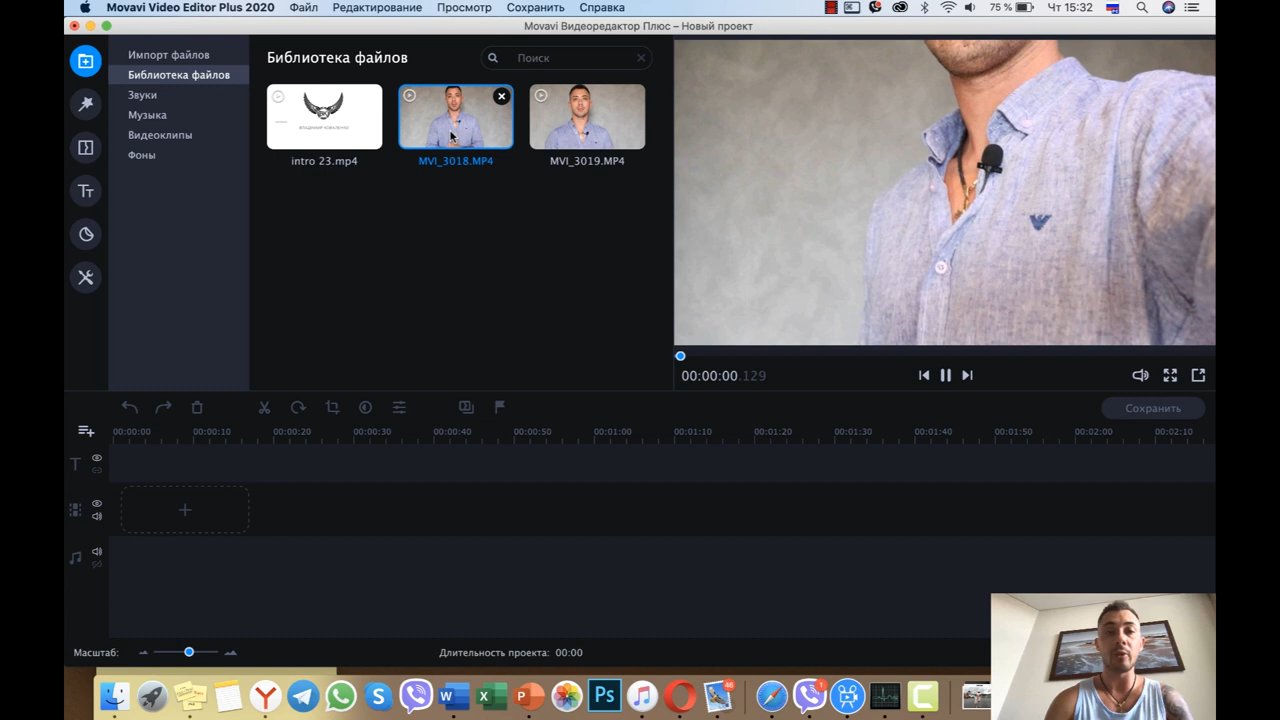 Movavi Video Editor Plus 2020 Файл Редактирование Просмотр Сохранить Справка 75 % Чт 15:32
Movavi Видеоредактор Плюс – Новый проект
Импорт файлов
Библиотека файлов
Звуки
Музыка
Видеоклипы
Фоны
Библиотека файлов
Поиск
intro 23.mp4
MVI_3018.MP4
MVI_3019.MP4
00:00:00.129
Сохранить
00:00:00 00:00:10 00:00:20 00:00:30 00:00:40 00:00:50 00:01:00 00:01:10 00:01:20 00:01:30 00:01:40 00:01:50 00:02:00 00:02:10
T
Масштаб:
Длительность проекта: 00:00
W X P Ps 46 1 C